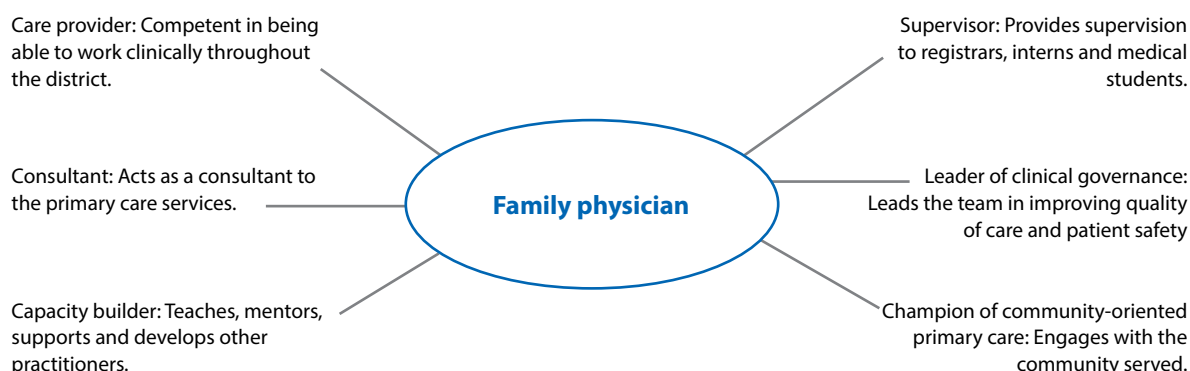 Care provider: Competent in being
able to work clinically throughout
the district.
Supervisor: Provides supervision
to registrars, interns and medical
students.
Consultant: Acts as a consultant to
the primary care services.
Family physician
Leader of clinical governance:
Leads the team in improving quality
of care and patient safety
Capacity builder: Teaches, mentors,
supports and develops other
practitioners.
Champion of community-oriented
primary care: Engages with the
community served.